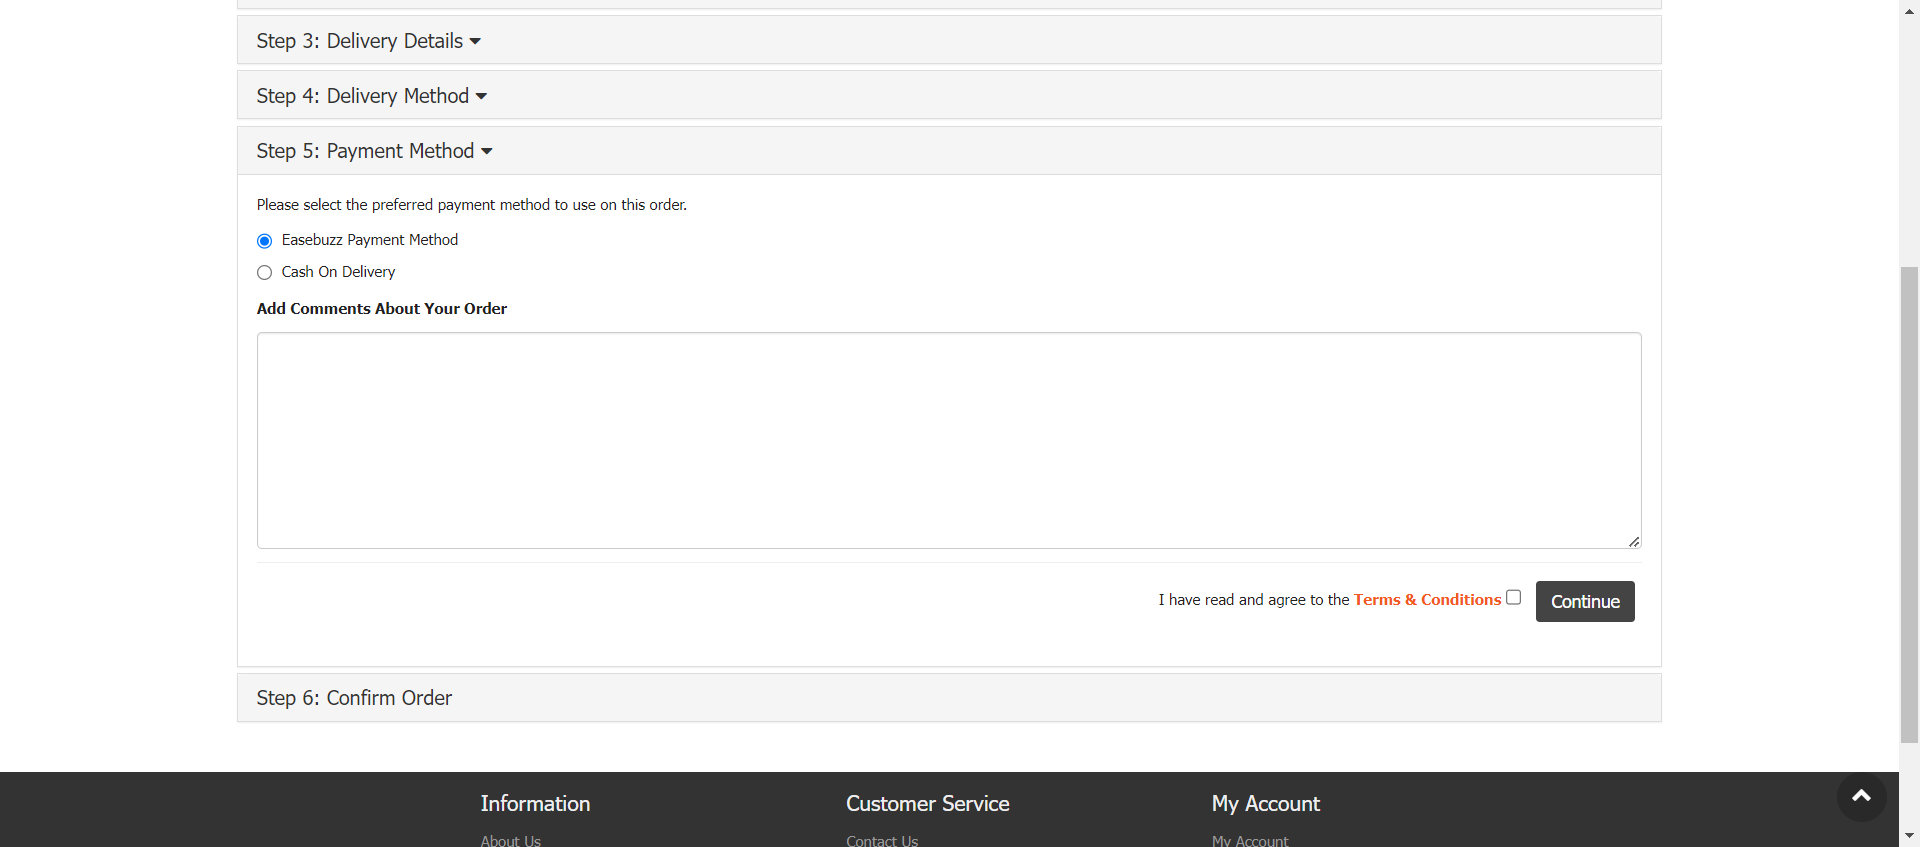 Step 3: Delivery Details
Step 4: Delivery Method
Step 5: Payment Method
Please select the preferred payment method to use on this order.
Easebuzz Payment Method
Cash On Delivery
Add Comments About Your Order
I have read and agree to the Terms & Conditions
Continue
Step 6: Confirm Order
Information
Customer Service
My Account
About Us
Contact Us
My Account